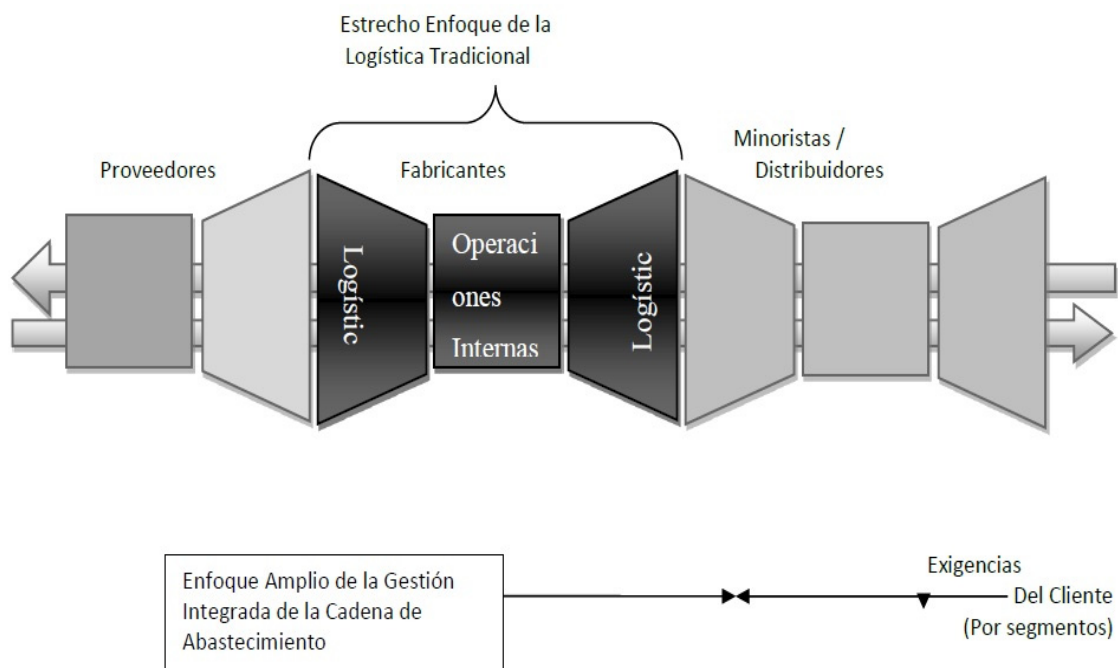 Estrecho Enfoque de la
Logística Tradicional
Proveedores
Fabricantes
Minoristas /
Distribuidores
Logístic
Operaci
ones
Internas
Logístic
Enfoque Amplio de la Gestión
Integrada de la Cadena de
Abastecimiento
Exigencias
Del Cliente
(Por segmentos)